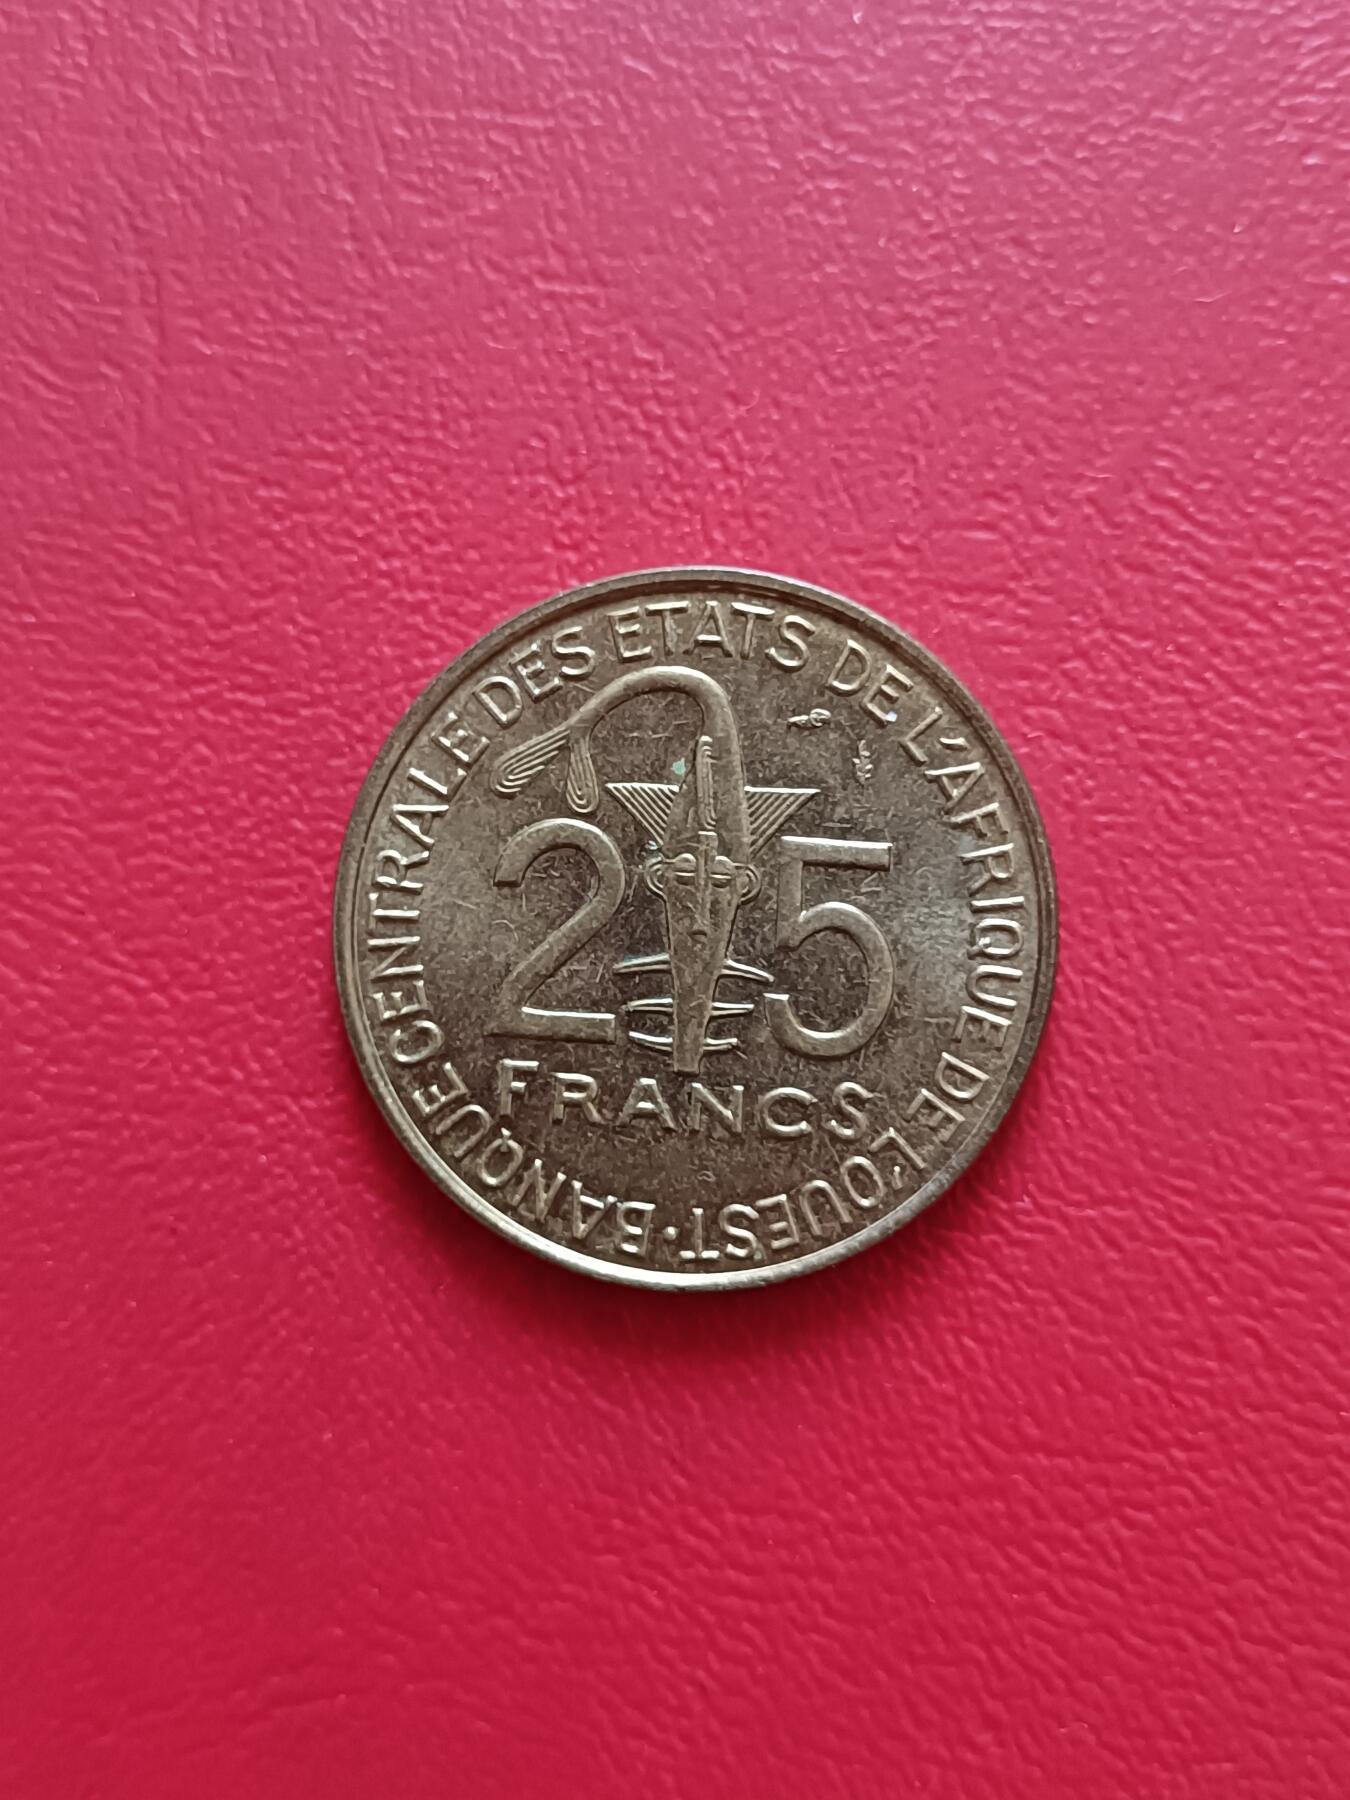 BANQUE CENTRALE DES ETATS DE L'AFRIQUE DE L'OUEST·
25
FRANCS